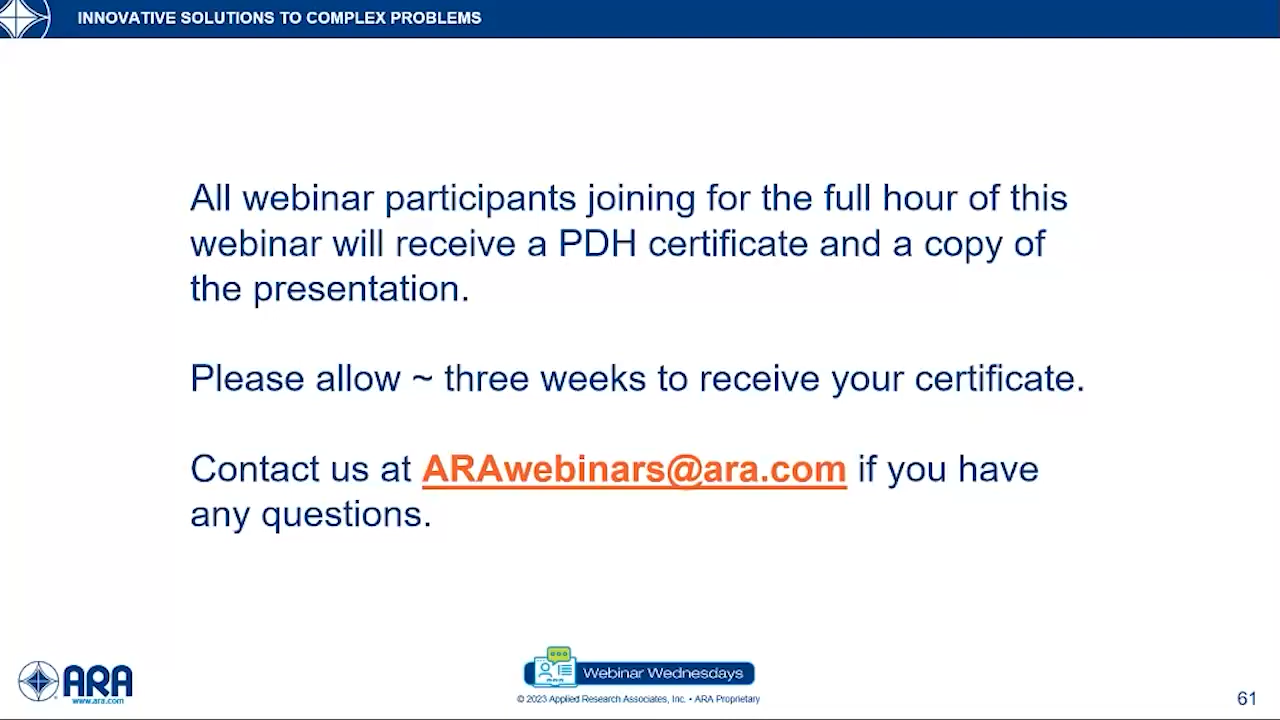 INNOVATIVE SOLUTIONS TO COMPLEX PROBLEMS
All webinar participants joining for the full hour of this
webinar will receive a PDH certificate and a copy of
the presentation.
Please allow ~ three weeks to receive your certificate.
Contact us at ARAwebinars@ara.com if you have
any questions.
ARA
www.ara.com
Webinar Wednesdays
© 2023 Applied Research Associates, Inc. • ARA Proprietary
61